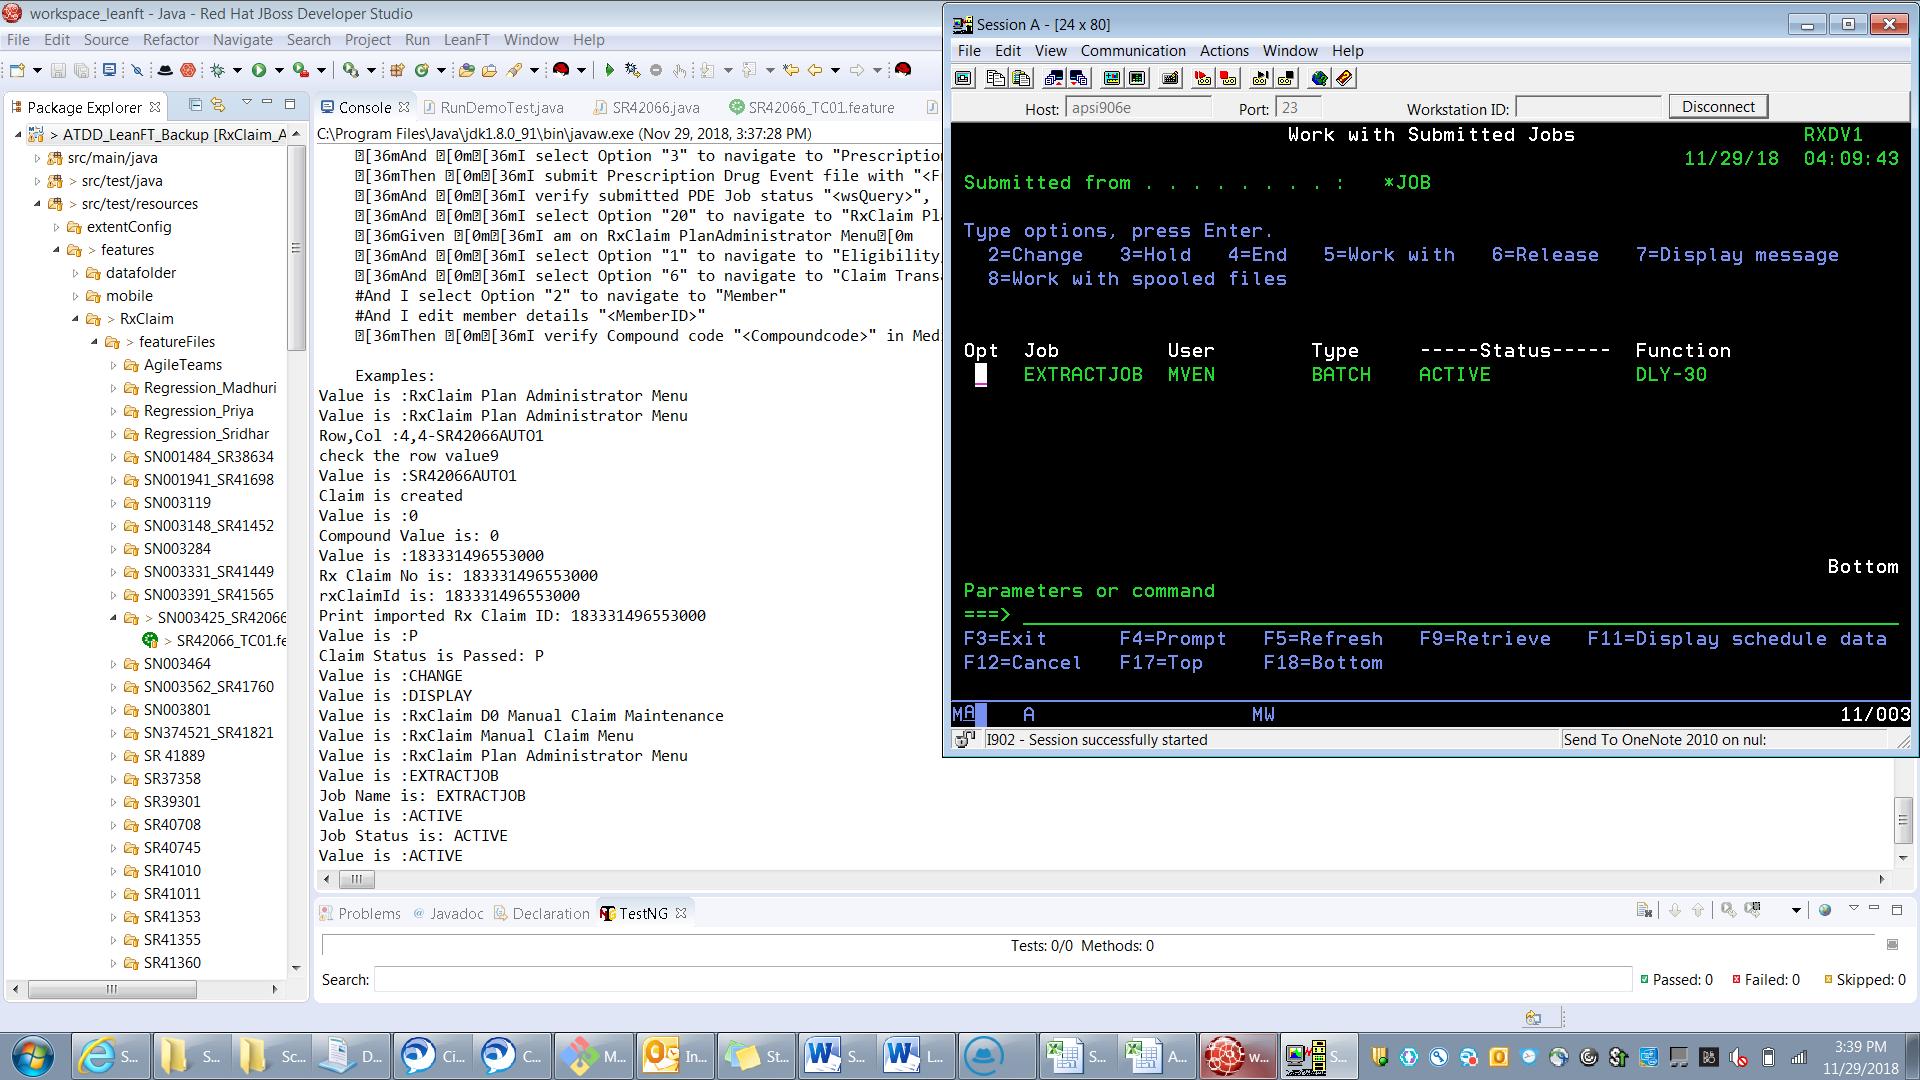 workspace_leanft - Java - Red Hat JBoss Developer Studio
File Edit Source Refactor Navigate Search Project Run LeanFT Window Help
Package Explorer
ATDD_LeanFT_Backup [RxClaim_A
src/main/java
> src/test/java
> src/test/resources
extentConfig
> features
datafolder
mobile
> RxClaim
> featureFiles
AgileTeams
Regression_Madhuri
Regression_Priya
Regression_Sridhar
SN001484_SR38634
SN001941_SR41698
SN003119
SN003148_SR41452
SN003284
SN003331_SR41449
SN003391_SR41565
> SN003425_SR42066
> SR42066_TC01.fe
SN003464
SN003562_SR41760
SN003801
SN374521_SR41821
SR 41889
SR37358
SR39301
SR40708
SR40745
SR41010
SR41011
SR41353
SR41355
SR41360
Console RunDemoTest.java SR42066.java SR42066_TC01.feature
C:\Program Files\Java\jdk1.8.0_91\bin\javaw.exe (Nov 29, 2018, 3:37:28 PM)
[36mAnd [0m[36mI select Option "3" to navigate to "Prescription
[36mThen [0m[36mI submit Prescription Drug Event file with "<F
[36mAnd [0m[36mI verify submitted PDE Job status "<wsQuery>",
[36mAnd [0m[36mI select Option "20" to navigate to "RxClaim Pl
[36mGiven [0m[36mI am on RxClaim PlanAdministrator Menu[0m
[36mAnd [0m[36mI select Option "1" to navigate to "Eligibility
[36mAnd [0m[36mI select Option "6" to navigate to "Claim Trans
#And I select Option "2" to navigate to "Member"
#And I edit member details "<MemberID>"
[36mThen [0m[36mI verify Compound code "<Compoundcode>" in Med
Examples:
Value is :RxClaim Plan Administrator Menu
Value is :RxClaim Plan Administrator Menu
Row,Col :4,4-SR42066AUTO1
check the row value9
Value is :SR42066AUTO1
Claim is created
Value is :0
Compound Value is: 0
Value is :183331496553000
Rx Claim No is: 183331496553000
rxClaimId is: 183331496553000
Print imported Rx Claim ID: 183331496553000
Value is :P
Claim Status is Passed: P
Value is :CHANGE
Value is :DISPLAY
Value is :RxClaim D0 Manual Claim Maintenance
Value is :RxClaim Manual Claim Menu
Value is :RxClaim Plan Administrator Menu
Value is :EXTRACTJOB
Job Name is: EXTRACTJOB
Value is :ACTIVE
Job Status is: ACTIVE
Value is :ACTIVE
Problems @ Javadoc Declaration TestNG
Tests: 0/0 Methods: 0
Search: Passed: 0 Failed: 0 Skipped: 0
Session A - [24 x 80]
File Edit View Communication Actions Window Help
Host: apsi906e Port: 23 Workstation ID: Disconnect
Work with Submitted Jobs RXDV1
11/29/18 04:09:43
Submitted from . . . . . . . . : *JOB
Type options, press Enter.
2=Change 3=Hold 4=End 5=Work with 6=Release 7=Display message
8=Work with spooled files
Opt Job User Type -----Status----- Function
EXTRACTJOB MVEN BATCH ACTIVE DLY-30
Bottom
Parameters or command
===>
F3=Exit F4=Prompt F5=Refresh F9=Retrieve F11=Display schedule data
F12=Cancel F17=Top F18=Bottom
MA A MW 11/003
I902 - Session successfully started Send To OneNote 2010 on nul:
S... S... Sc... D... Ci... C... M... In... St... S... L... S... A... w... S...
3:39 PM
11/29/2018